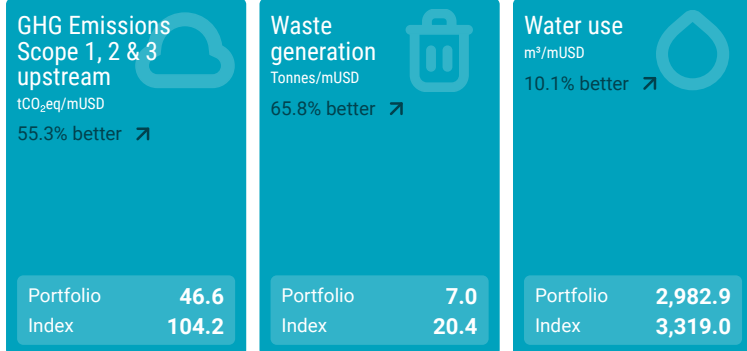 GHG Emissions
Scope 1, 2 & 3
upstream
tCO₂eq/mUSD
55.3% better
Portfolio 46.6
Index 104.2
Waste
generation
Tonnes/mUSD
65.8% better
Portfolio 7.0
Index 20.4
Water use
m³/mUSD
10.1% better
Portfolio 2,982.9
Index 3,319.0